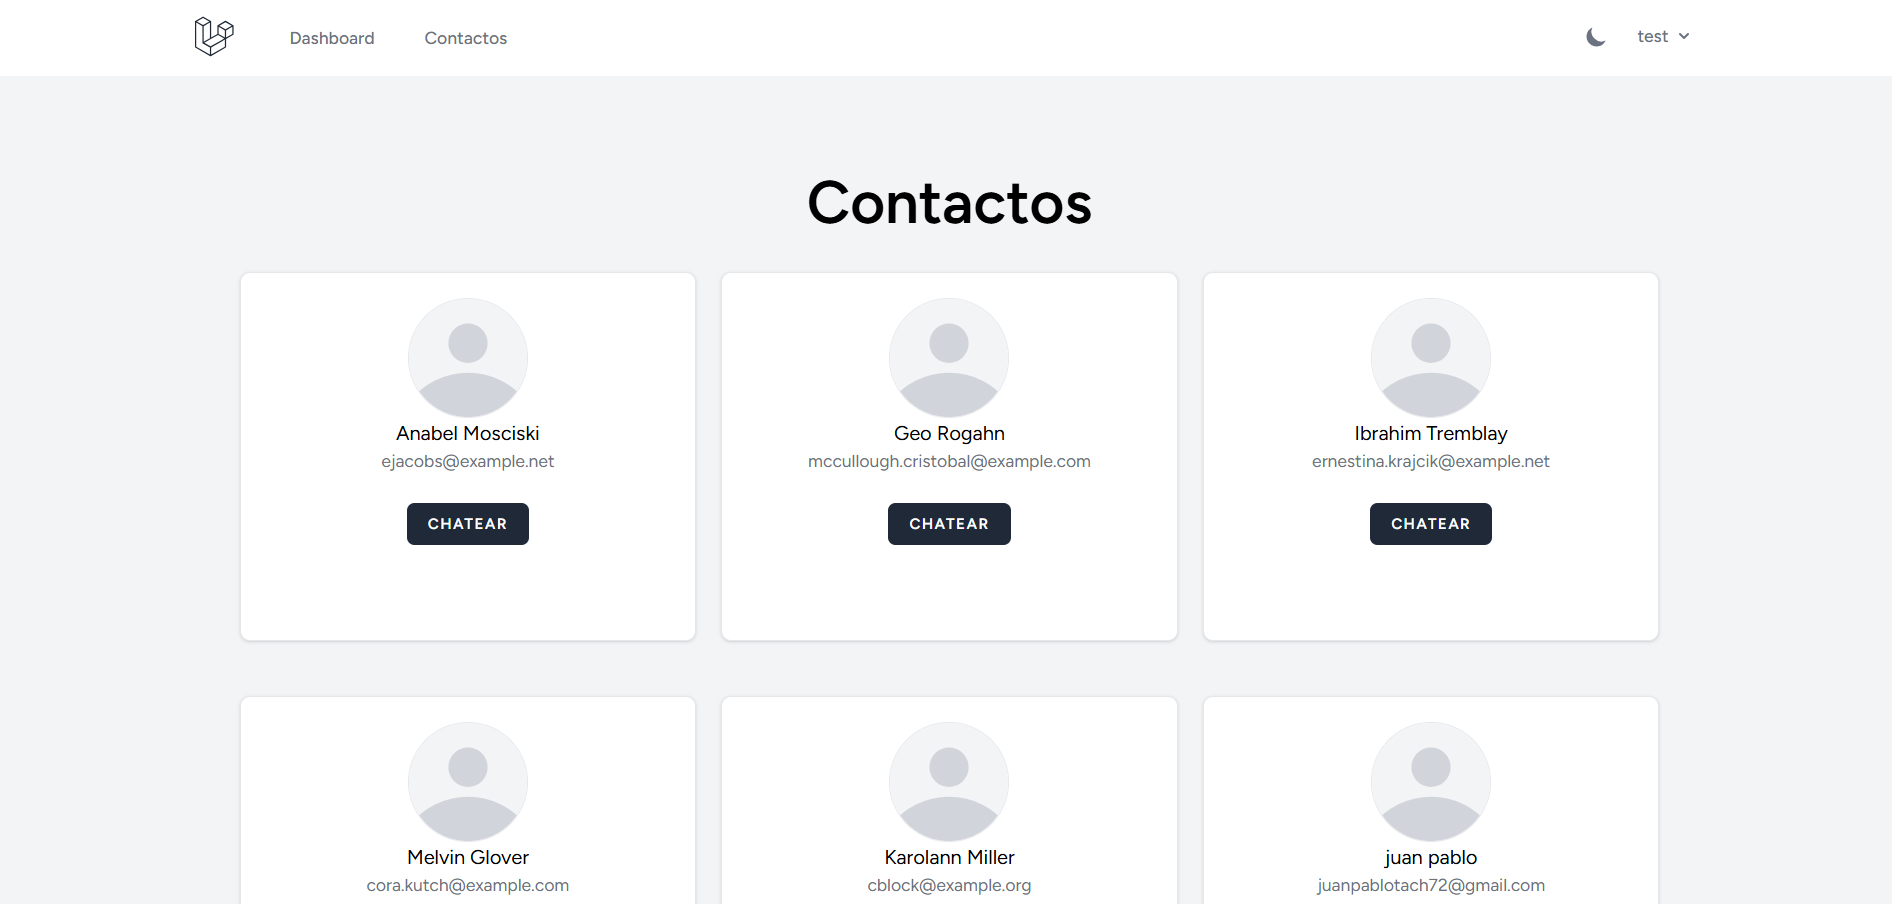 Dashboard
Contactos
test
Contactos
Anabel Mosciski
ejacobs@example.net
CHATEAR
Geo Rogahn
mccullough.cristobal@example.com
CHATEAR
Ibrahim Tremblay
ernestina.krajcik@example.net
CHATEAR
Melvin Glover
cora.kutch@example.com
Karolann Miller
cblock@example.org
juan pablo
juanpablotach72@gmail.com